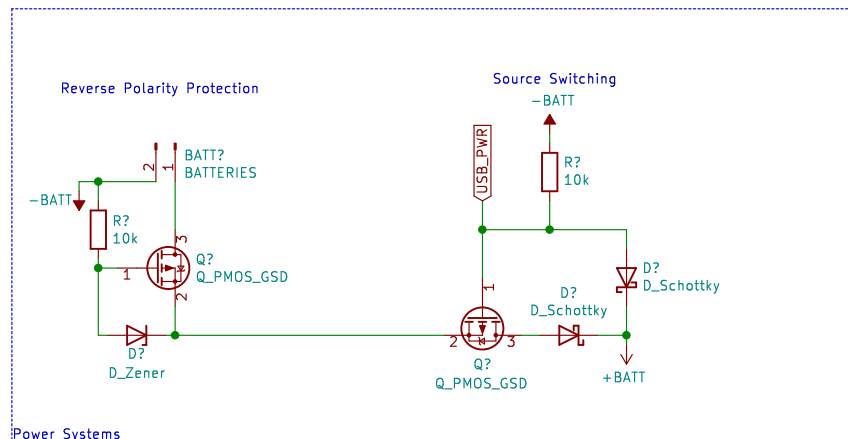 Reverse Polarity Protection
Source Switching
-BATT
USB_PWR
2
1
BATT?
BATTERIES
R?
10k
-BATT
R?
10k
3
1
Q?
Q_PMOS_GSD
2
1
D?
D_Schottky
D?
D_Schottky
2
3
D?
D_Zener
Q?
Q_PMOS_GSD
+BATT
Power Systems